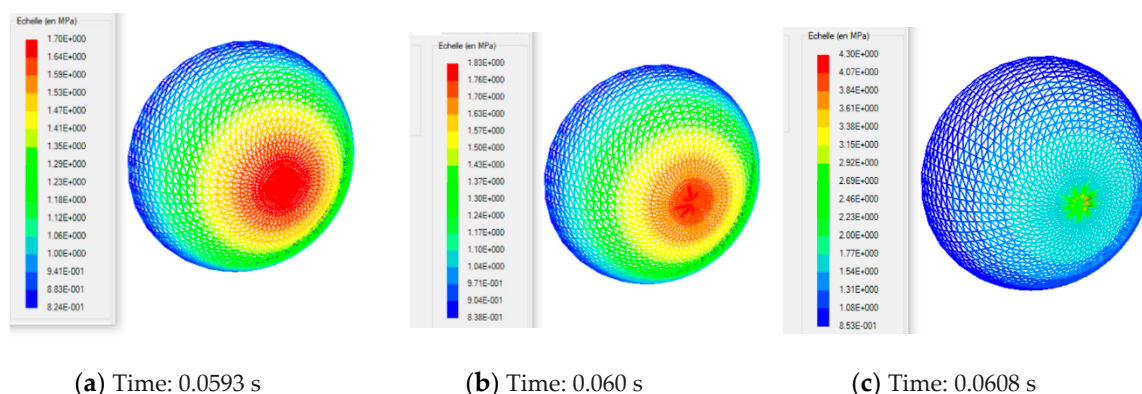 Echelle (en MPa)
1.70E+000
1.64E+000
1.59E+000
1.53E+000
1.47E+000
1.41E+000
1.35E+000
1.29E+000
1.23E+000
1.18E+000
1.12E+000
1.06E+000
1.00E+000
9.41E-001
8.83E-001
8.24E-001
Echelle (en MPa)
1.83E+000
1.76E+000
1.70E+000
1.63E+000
1.57E+000
1.50E+000
1.43E+000
1.37E+000
1.30E+000
1.24E+000
1.17E+000
1.10E+000
1.04E+000
9.71E-001
9.04E-001
8.38E-001
Echelle (en MPa)
4.30E+000
4.07E+000
3.84E+000
3.61E+000
3.38E+000
3.15E+000
2.92E+000
2.69E+000
2.46E+000
2.23E+000
2.00E+000
1.77E+000
1.54E+000
1.31E+000
1.08E+000
8.53E-001
(a) Time: 0.0593 s
(b) Time: 0.060 s
(c) Time: 0.0608 s